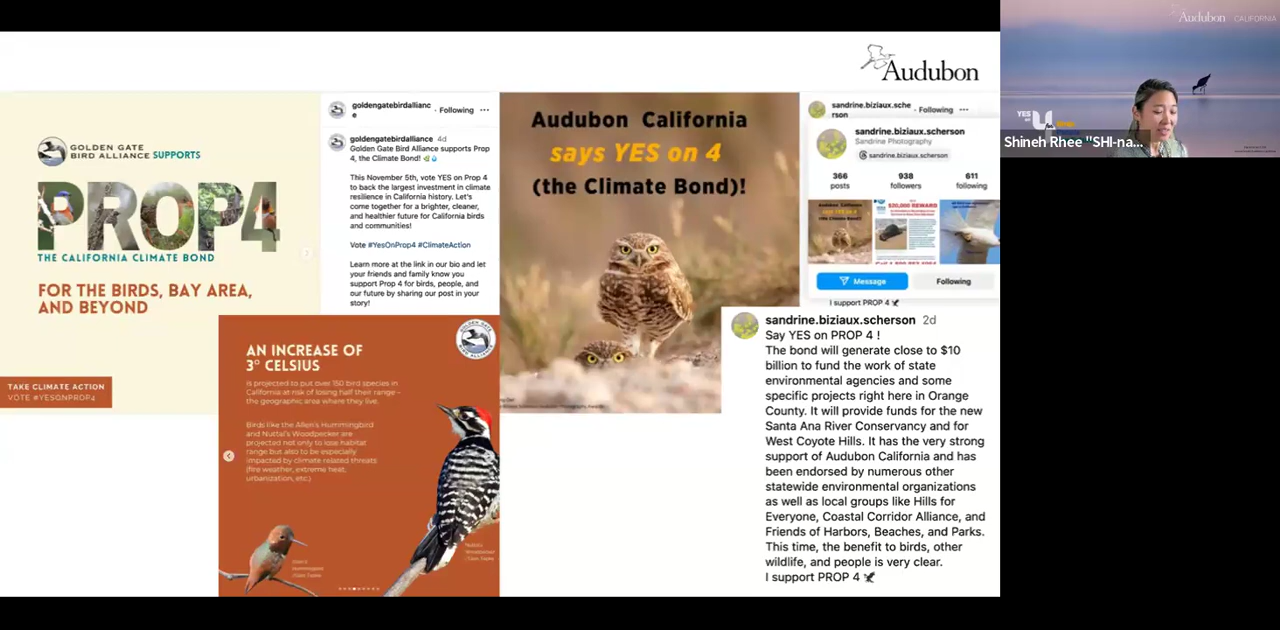 Audubon
GOLDEN GATE
BIRD ALLIANCE SUPPORTS
PROP4
THE CALIFORNIA CLIMATE BOND
FOR THE BIRDS, BAY AREA,
AND BEYOND
TAKE CLIMATE ACTION
VOTE #YESONPROP4
goldengatebirdallianc
e
· Following
goldengatebirdalliance 4d
Golden Gate Bird Alliance supports Prop
4, the Climate Bond! 🌿💧
This November 5th, vote YES on Prop 4
to back the largest investment in climate
resilience in California history. Let's
come together for a brighter, cleaner,
and healthier future for California birds
and communities!
Vote #YesOnProp4 #ClimateAction
Learn more at the link in our bio and let
your friends and family know you
support Prop 4 for birds, people, and
our future by sharing our post in your
story!
AN INCREASE OF
3° CELSIUS
is projected to put over 150 bird species in
California at risk of losing half their range –
the geographic area where they live.
Birds like the Allen's Hummingbird
and Nuttal's Woodpecker are
projected not only to lose habitat
range but also to be especially
impacted by climate related threats
(fire weather, extreme heat,
urbanization, etc.)
Audubon California
says YES on 4
(the Climate Bond)!
sandrine.biziaux.sche
rson
· Following
sandrine.biziaux.scherson
Sandrine Photography
sandrine.biziaux.scherson
366 938 611
posts followers following
Message
Following
I support PROP 4
sandrine.biziaux.scherson 2d
Say YES on PROP 4 !
The bond will generate close to $10
billion to fund the work of state
environmental agencies and some
specific projects right here in Orange
County. It will provide funds for the new
Santa Ana River Conservancy and for
West Coyote Hills. It has the very strong
support of Audubon California and has
been endorsed by numerous other
statewide environmental organizations
as well as local groups like Hills for
Everyone, Coastal Corridor Alliance, and
Friends of Harbors, Beaches, and Parks.
This time, the benefit to birds, other
wildlife, and people is very clear.
I support PROP 4
Audubon CALIFORNIA
YES
Shineh Rhee "SHI-na...